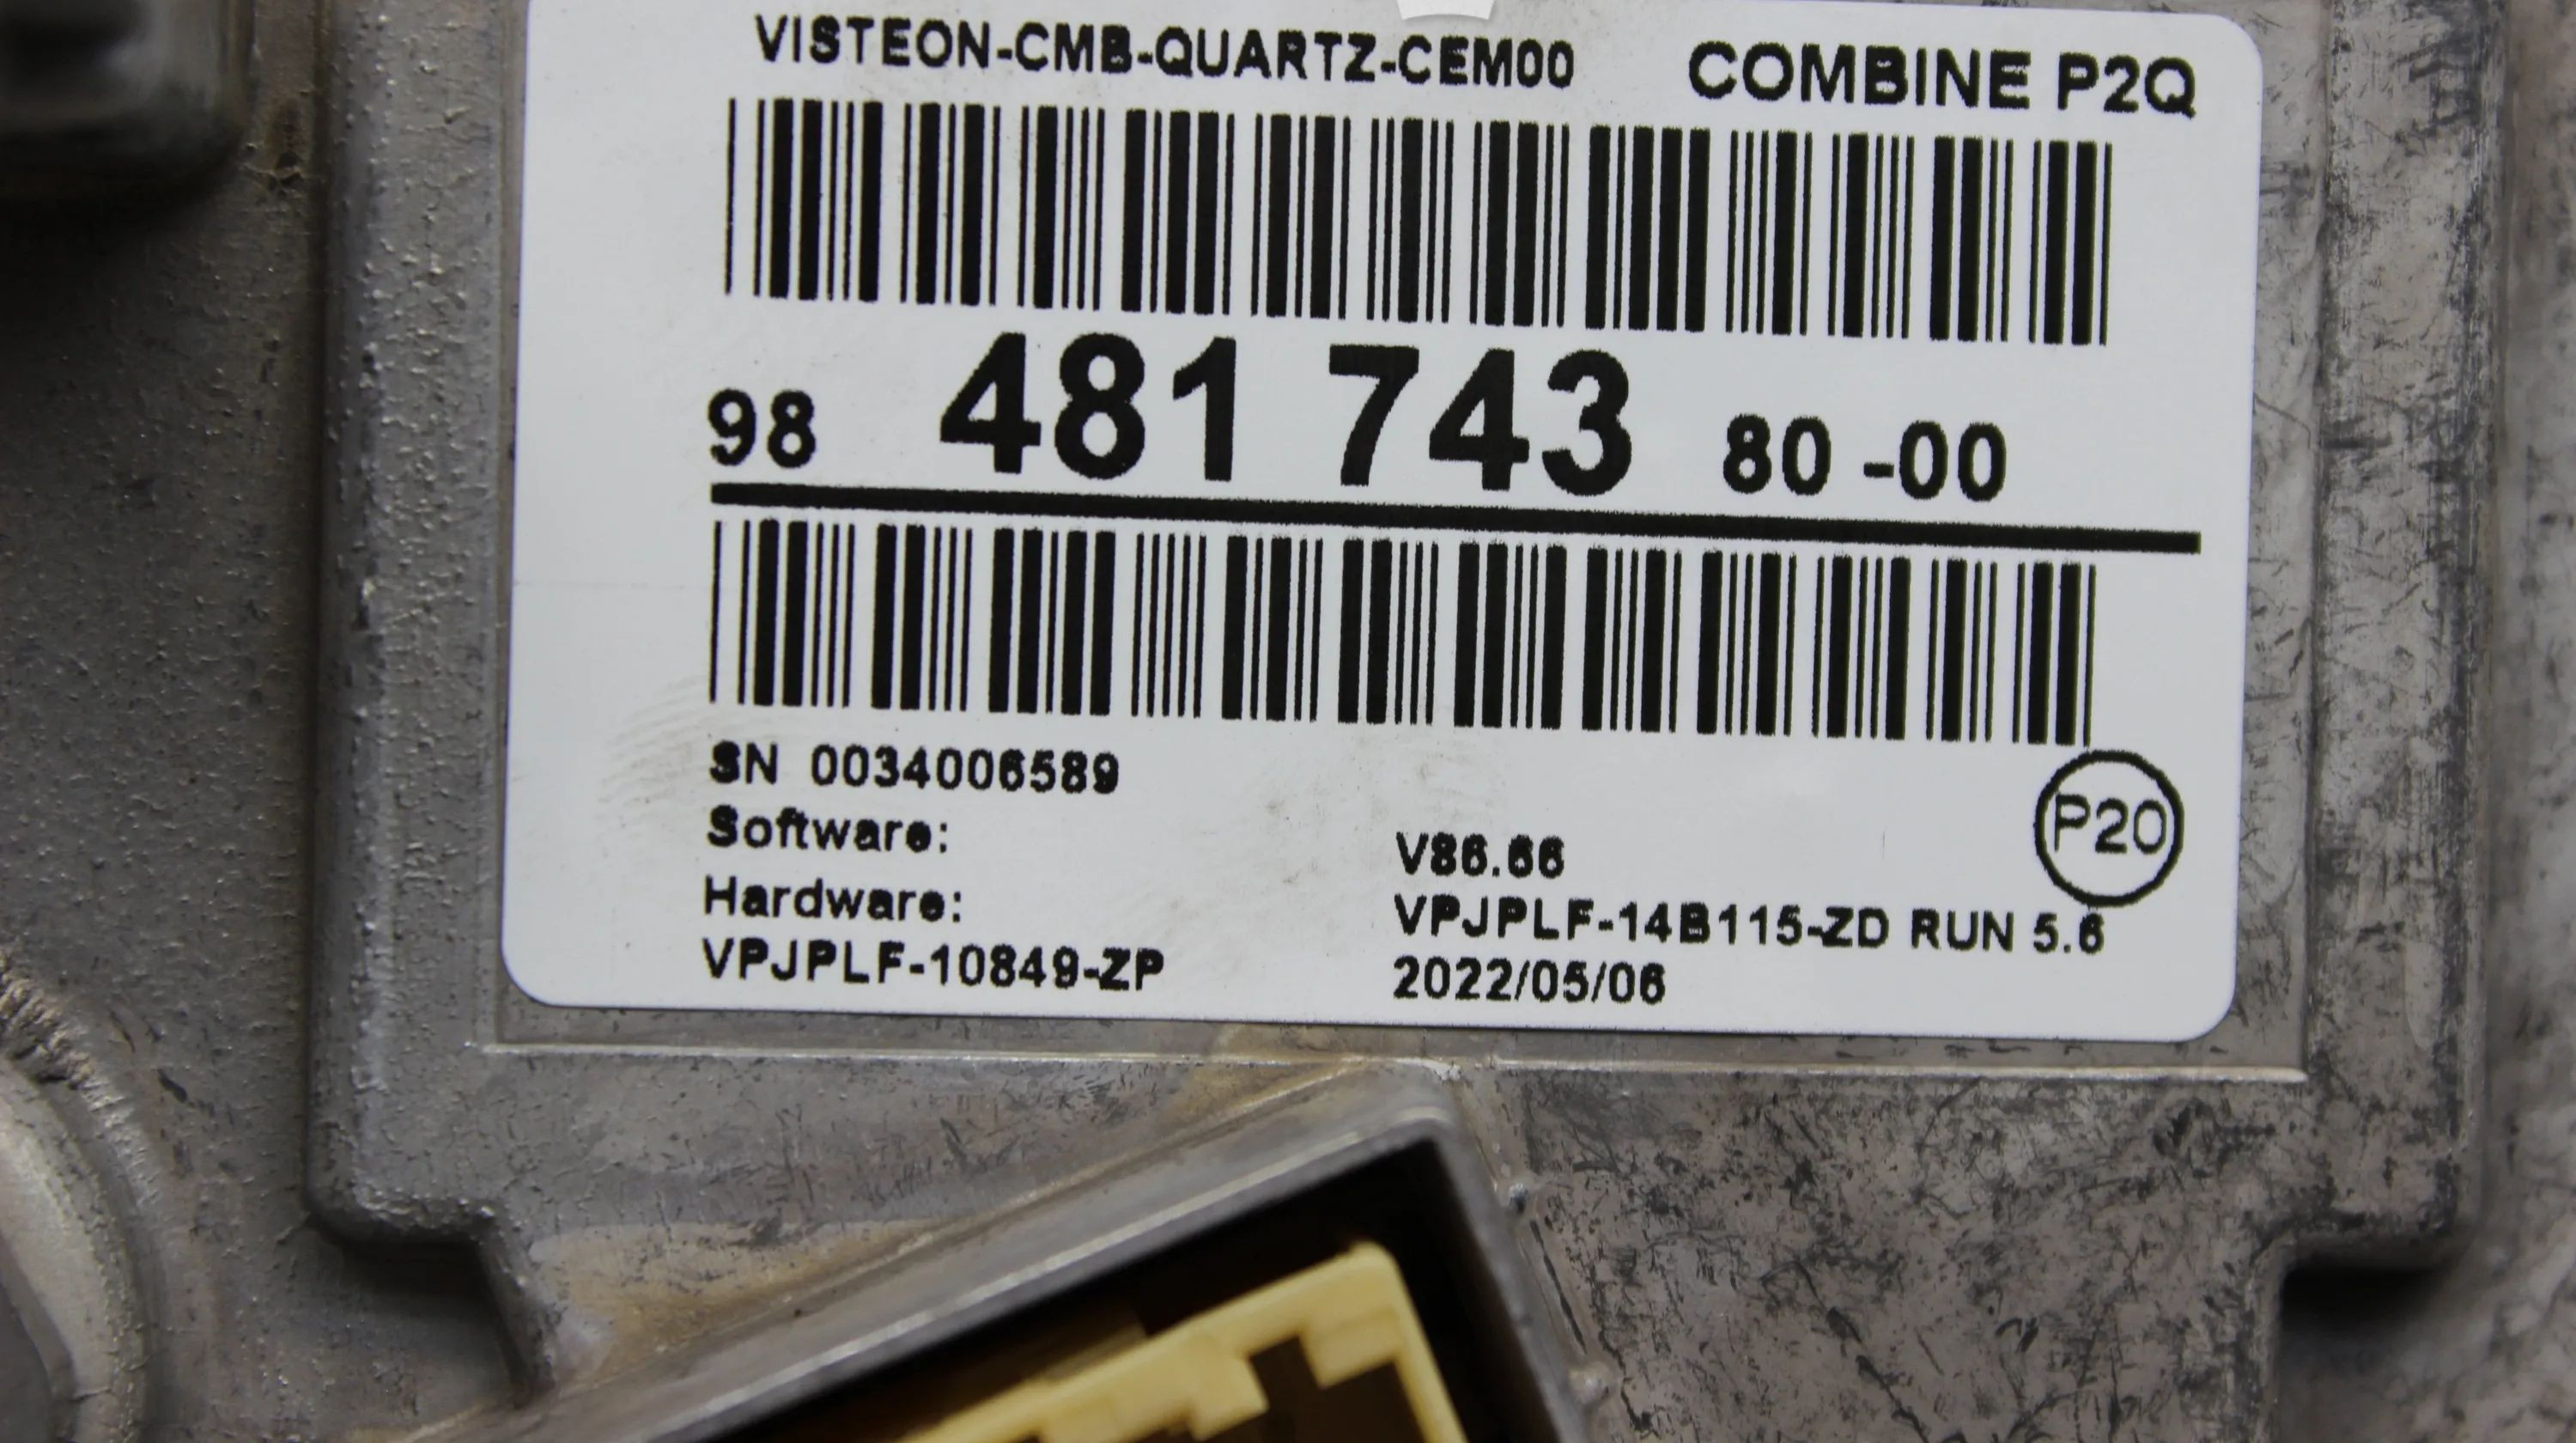 VISTEON-CMB-QUARTZ-CEM00 COMBINE P2Q
98 481 743 80 -00
SN 0034006589
P20
Software: V86.66
Hardware: VPJPLF-14B115-ZD RUN 5.6
VPJPLF-10849-ZP 2022/05/06